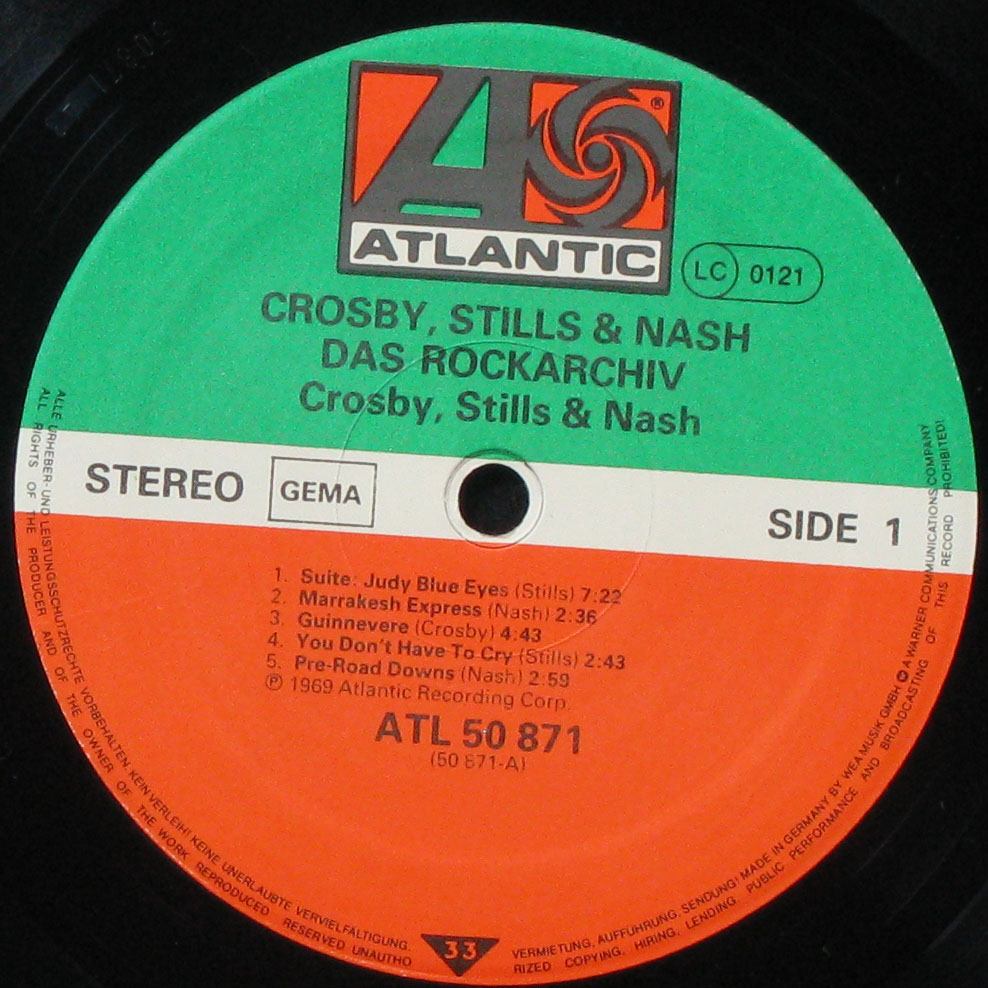 ATLANTIC
®
LC 0121
CROSBY, STILLS & NASH
DAS ROCKARCHIV
Crosby, Stills & Nash
STEREO GEMA
SIDE 1
1. Suite: Judy Blue Eyes (Stills) 7:22
2. Marrakesh Express (Nash) 2:36
3. Guinnevere (Crosby) 4:43
4. You Don't Have To Cry (Stills) 2:43
5. Pre-Road Downs (Nash) 2:59
℗ 1969 Atlantic Recording Corp.
ATL 50 871
(50 871-A)
ALLE URHEBER- UND LEISTUNGSSCHUTZRECHTE VORBEHALTEN. KEIN VERLEIH! KEINE UNERLAUBTE VERVIELFÄLTIGUNG, VERMIETUNG, AUFFÜHRUNG, SENDUNG! MADE IN GERMANY BY WEA MUSIK GMBH A WARNER COMMUNICATIONS COMPANY
ALL RIGHTS OF THE PRODUCER AND OF THE OWNER OF THE WORK REPRODUCED RESERVED UNAUTHORIZED COPYING, HIRING, LENDING, PUBLIC PERFORMANCE AND BROADCASTING OF THIS RECORD PROHIBITED!
33